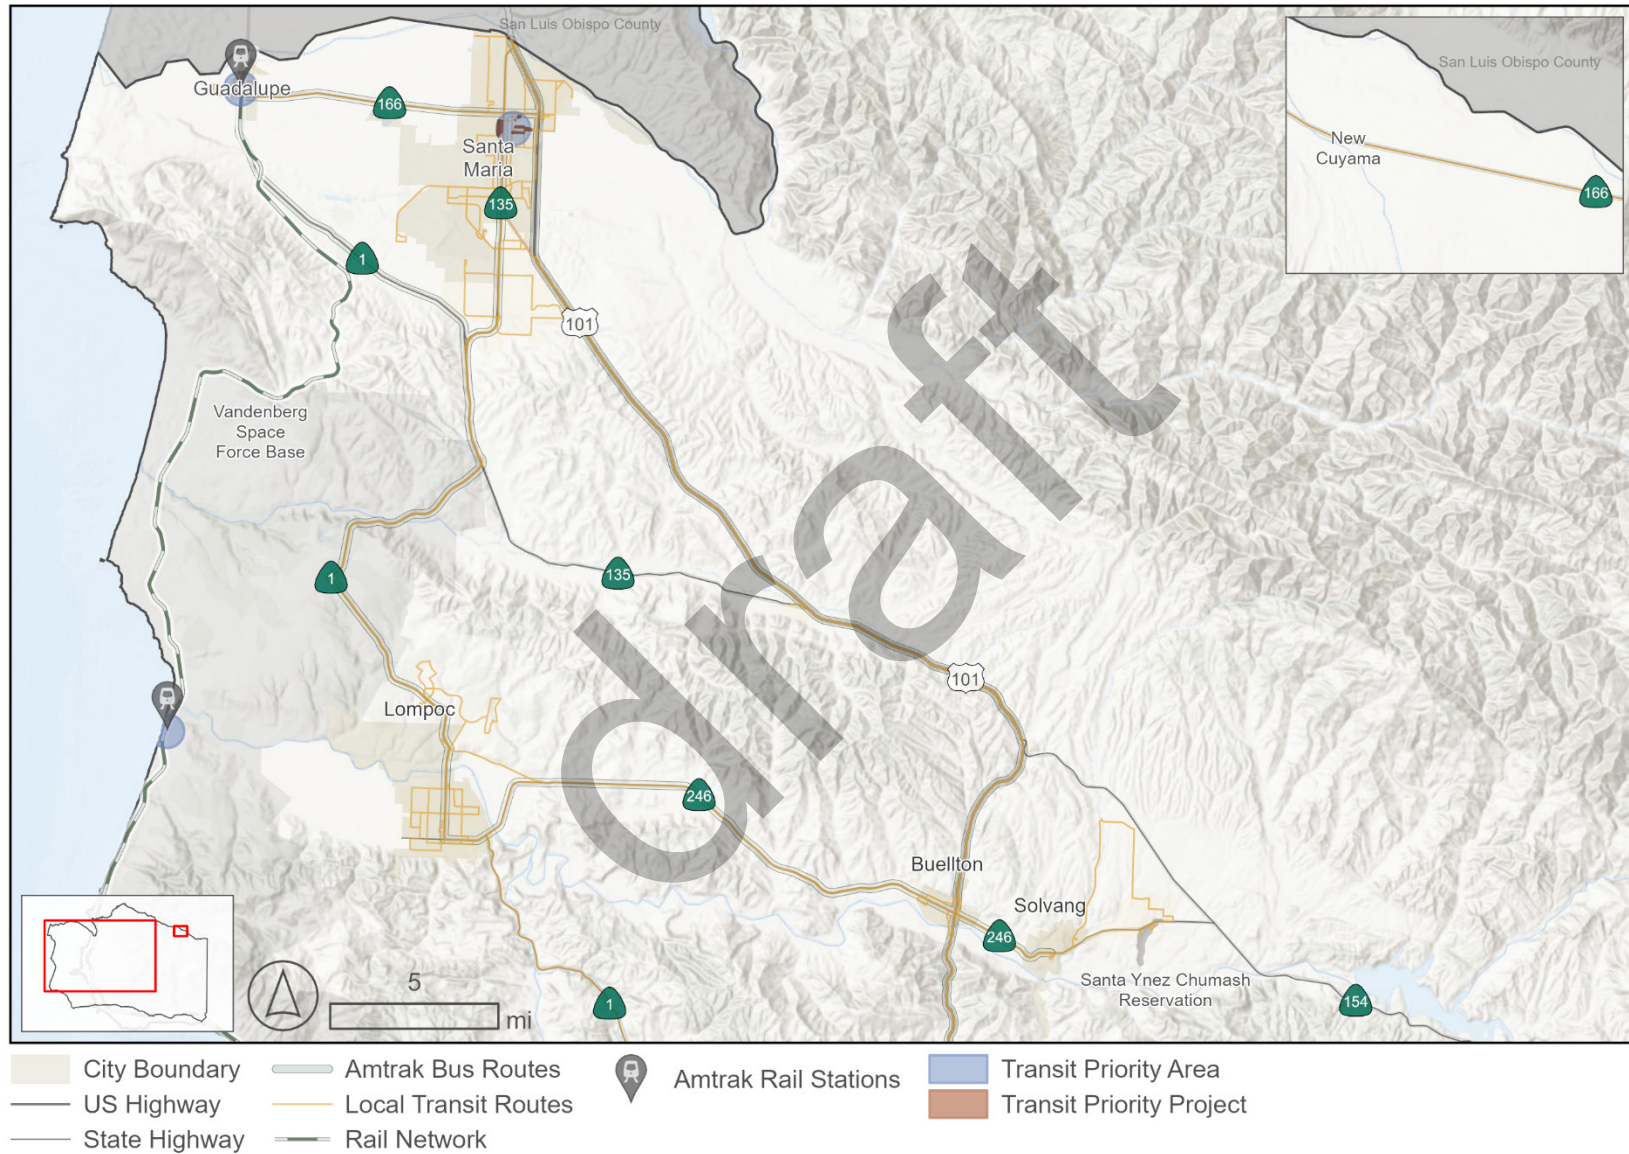 San Luis Obispo County
Guadalupe
166
Santa
Maria
135
1
101
San Luis Obispo County
New
Cuyama
166
Vandenberg
Space
Force Base
draft
1
135
Lompoc
101
246
Buellton
Solvang
246
Santa Ynez Chumash
Reservation
154
1
5
mi
City Boundary
US Highway
State Highway
Amtrak Bus Routes
Local Transit Routes
Rail Network
Amtrak Rail Stations
Transit Priority Area
Transit Priority Project